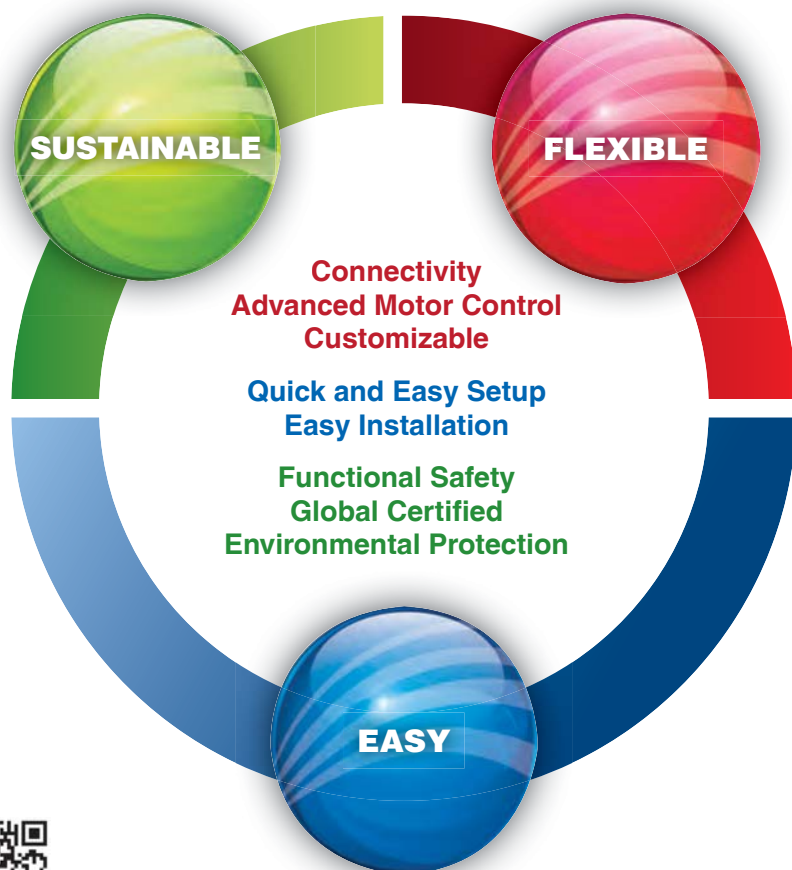 SUSTAINABLE
FLEXIBLE
Connectivity
Advanced Motor Control
Customizable
Quick and Easy Setup
Easy Installation
Functional Safety
Global Certified
Environmental Protection
EASY